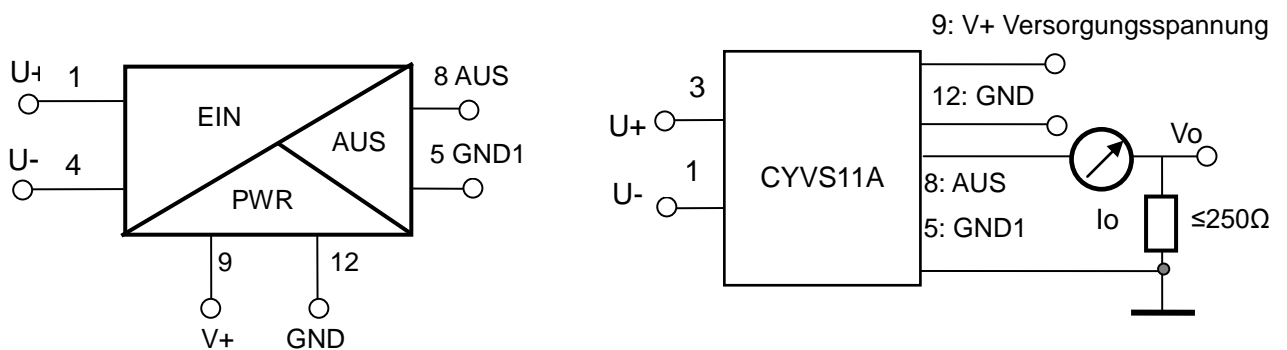 U+
1
8 AUS
EIN
AUS
U-
4
5 GND1
PWR
9
12
V+
GND
9: V+ Versorgungsspannung
3
12: GND
U+
Vo
1
CYVS11A
8: AUS
U-
Io
≤250Ω
5: GND1